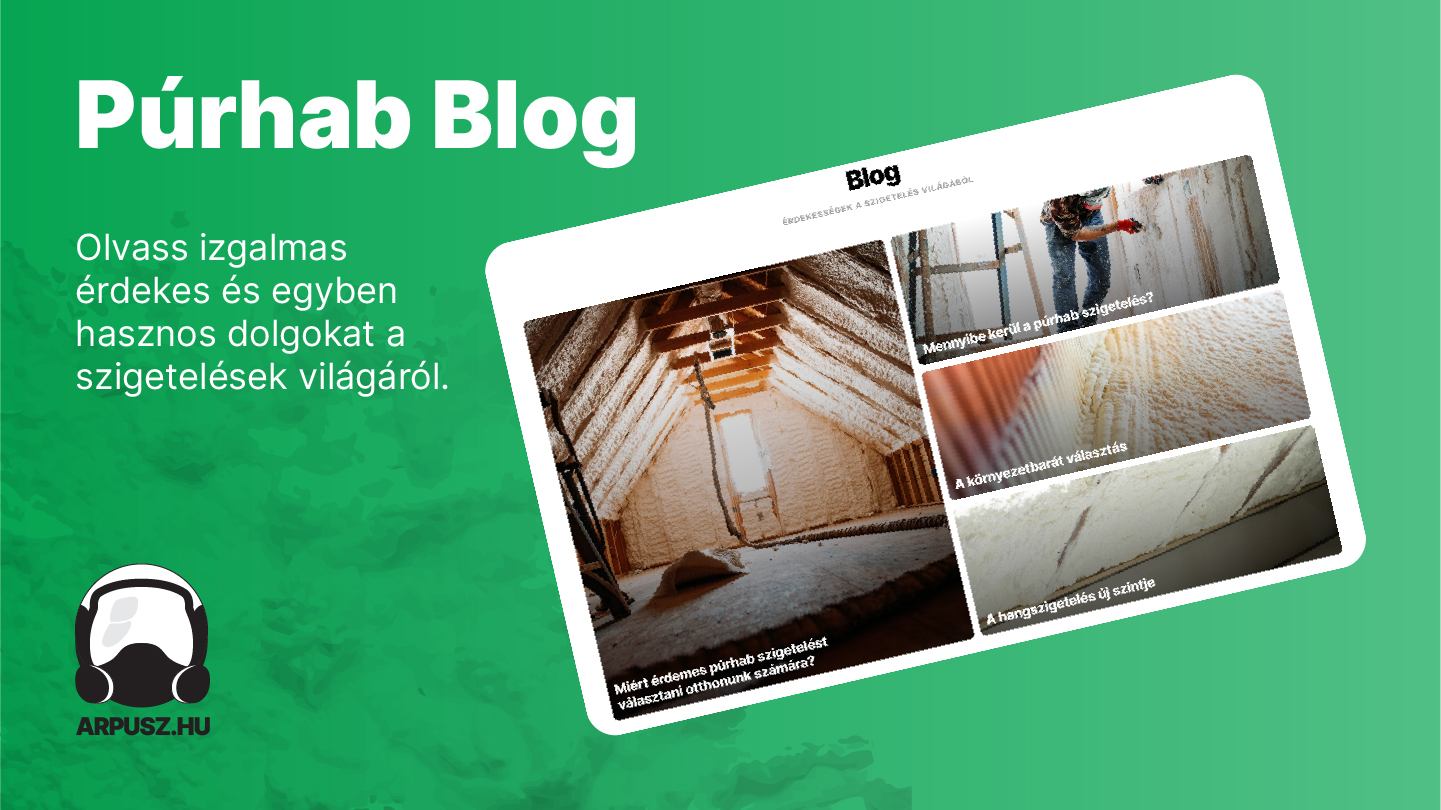 Púrhab Blog
Olvass izgalmas
érdekes és egyben
hasznos dolgokat a
szigetelések világáról.
ARPUSZ.HU
Blog
ÉRDEKESSÉGEK A SZIGETELÉS VILÁGÁBÓL
Miért érdemes púrhab szigetelést
választani otthonunk számára?
Mennyibe kerül a púrhab szigetelés?
A környezetbarát választás
A hangszigetelés új szintje